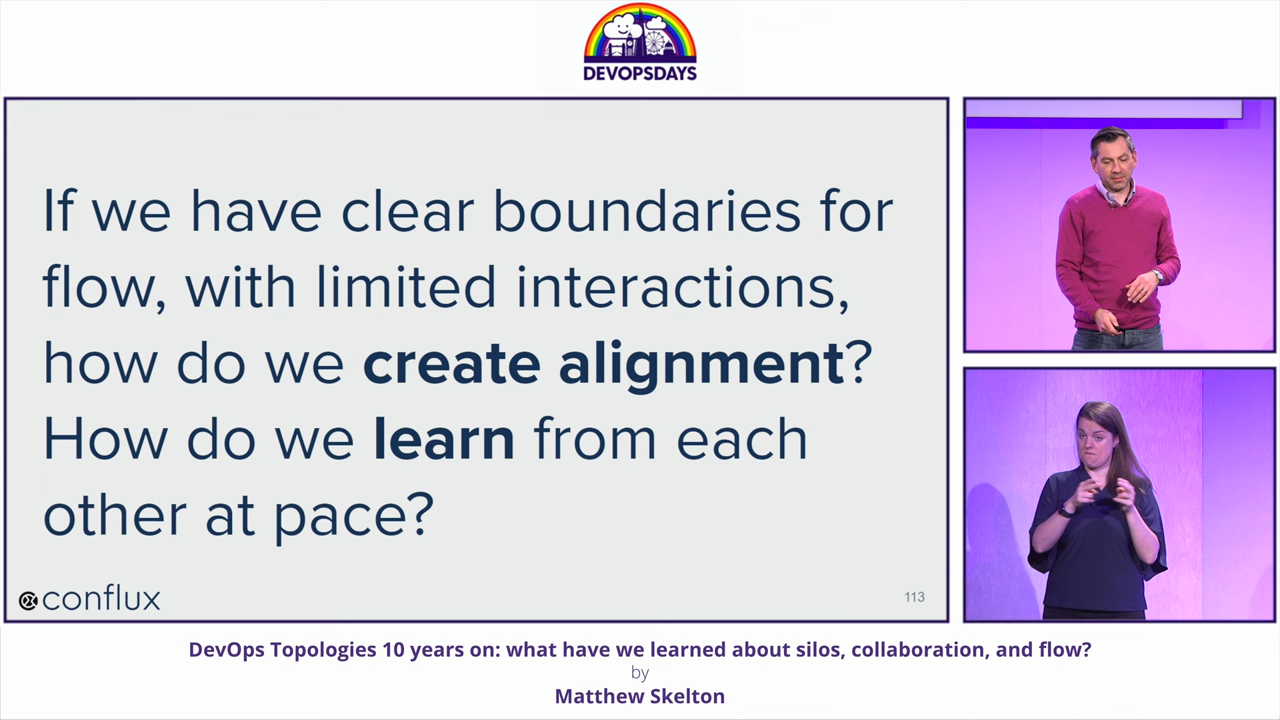 DEVOPSDAYS
If we have clear boundaries for
flow, with limited interactions,
how do we create alignment?
How do we learn from each
other at pace?
conflux
113
DevOps Topologies 10 years on: what have we learned about silos, collaboration, and flow?
by
Matthew Skelton